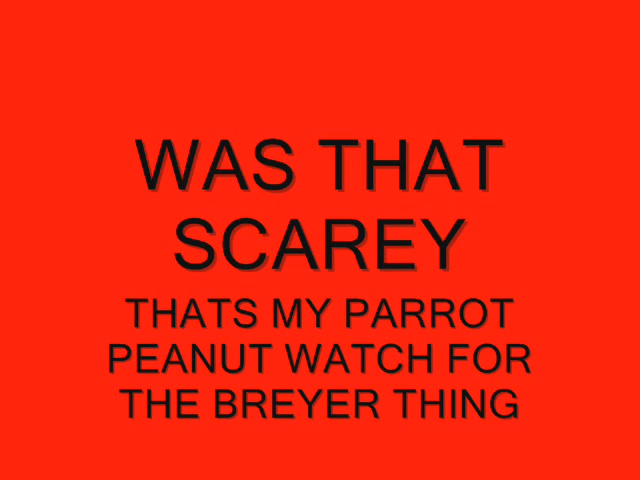 WAS THAT
SCAREY
THATS MY PARROT
PEANUT WATCH FOR
THE BREYER THING